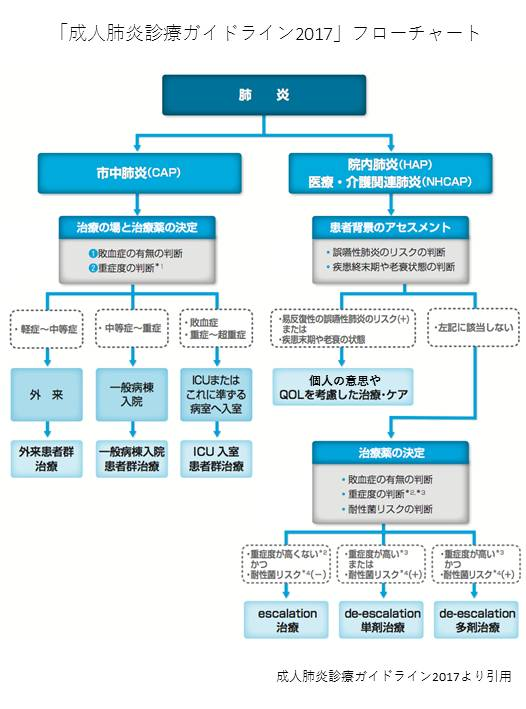 「成人肺炎診療ガイドライン2017」フローチャート
肺　炎
市中肺炎(CAP)
院内肺炎(HAP)
医療・介護関連肺炎(NHCAP)
治療の場と治療薬の決定
❶敗血症の有無の判断
❷重症度の判断*1
患者背景のアセスメント
・誤嚥性肺炎のリスクの判断
・疾患終末期や老衰状態の判断
・軽症～中等症
・中等症～重症
・敗血症
・重症～超重症
・易反復性の誤嚥性肺炎のリスク(+)
または
・疾患末期や老衰の状態
・左記に該当しない
外　来
一般病棟
入院
ICUまたは
これに準ずる
病室へ入室
個人の意思や
QOLを考慮した治療・ケア
外来患者群
治療
一般病棟入院
患者群治療
ICU 入室
患者群治療
治療薬の決定
・敗血症の有無の判断
・重症度の判断*2,*3
・耐性菌リスクの判断
・重症度が高くない*2
かつ
・耐性菌リスク*4(−)
・重症度が高い*3
または
・耐性菌リスク*4(+)
・重症度が高い*3
かつ
・耐性菌リスク*4(+)
escalation
治療
de-escalation
単剤治療
de-escalation
多剤治療
成人肺炎診療ガイドライン2017より引用